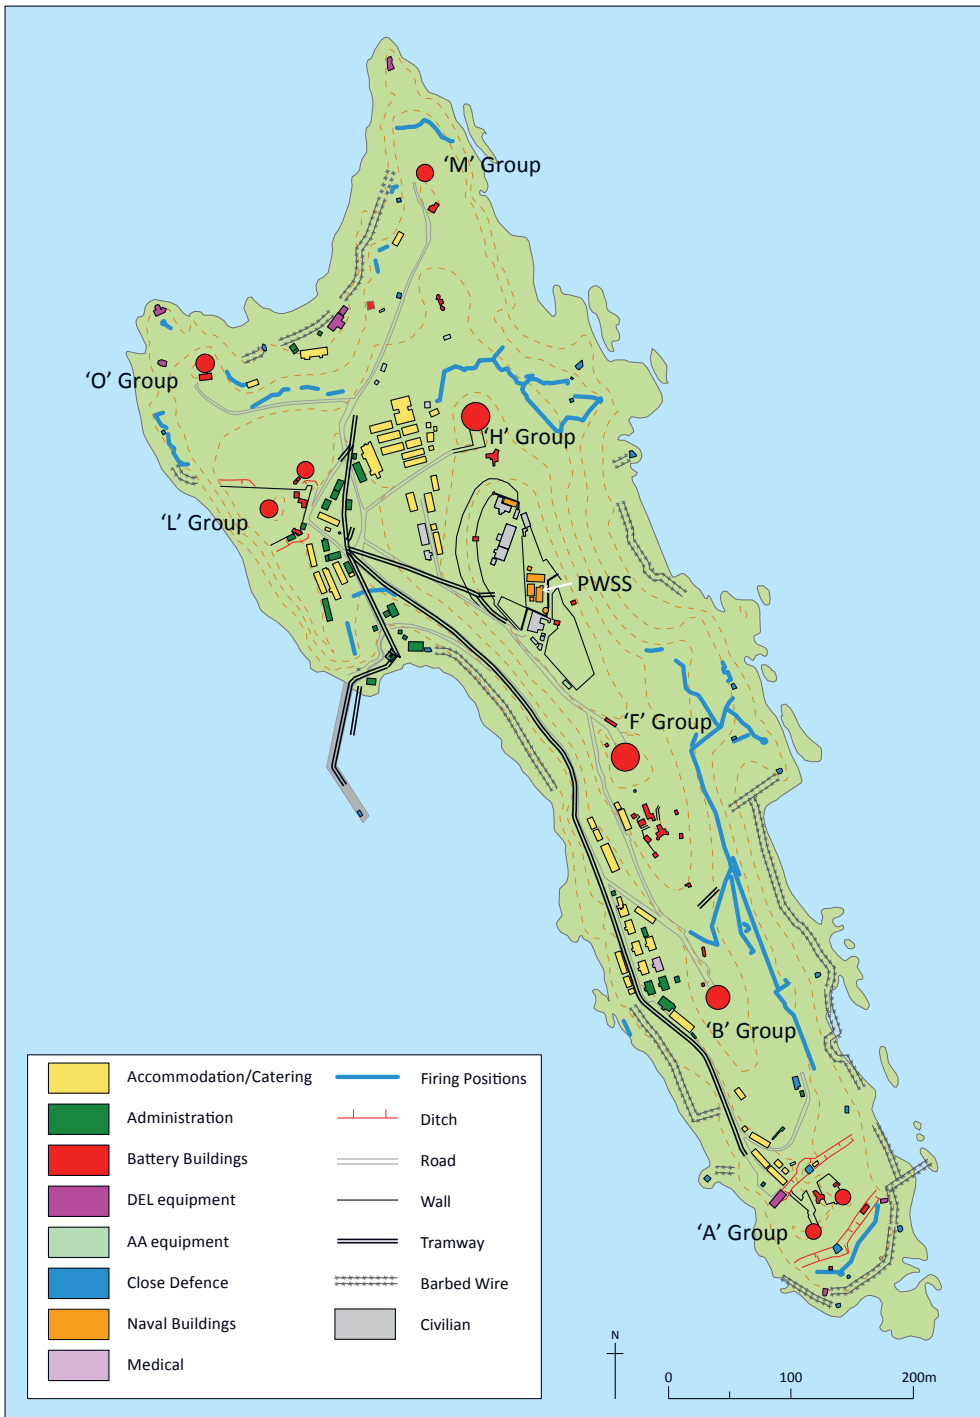 ‘M’ Group
‘O’ Group
‘H’ Group
‘L’ Group
PWSS
‘F’ Group
‘B’ Group
‘A’ Group
Accommodation/Catering
Administration
Battery Buildings
DEL equipment
AA equipment
Close Defence
Naval Buildings
Medical
Firing Positions
Ditch
Road
Wall
Tramway
Barbed Wire
Civilian
N
0 100 200m